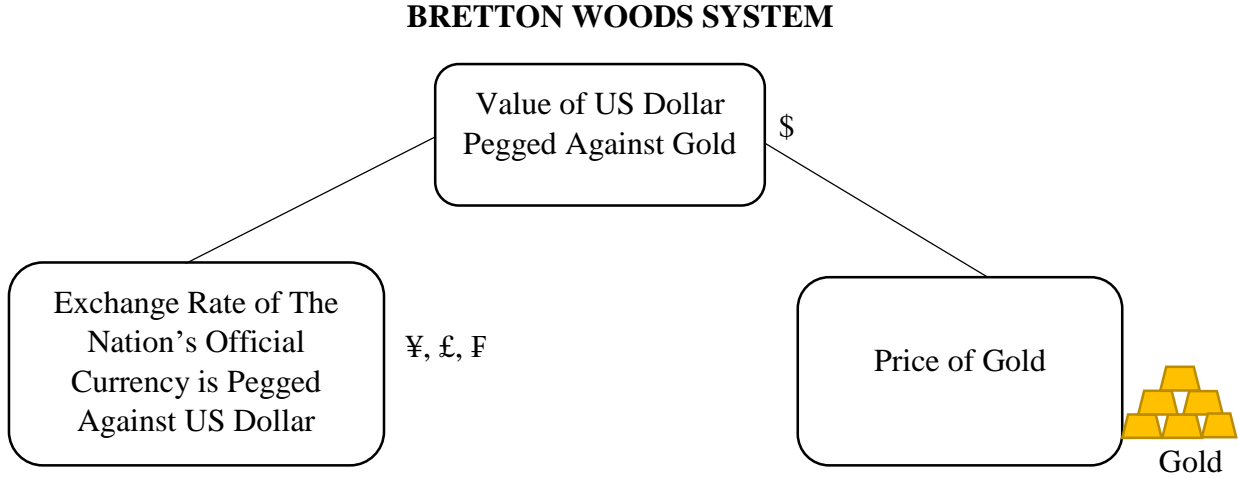 BRETTON WOODS SYSTEM
Value of US Dollar
Pegged Against Gold
$
Exchange Rate of The
Nation’s Official
Currency is Pegged
Against US Dollar
¥, £, ₣
Price of Gold
Gold